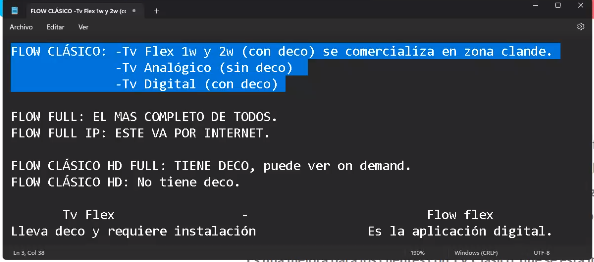 FLOW CLÁSICO -Tv Flex 1w y 2w (c
Archivo Editar Ver
FLOW CLÁSICO: -Tv Flex 1w y 2w (con deco) se comercializa en zona clande.
-Tv Analógico (sin deco)
-Tv Digital (con deco)
FLOW FULL: EL MAS COMPLETO DE TODOS.
FLOW FULL IP: ESTE VA POR INTERNET.
FLOW CLÁSICO HD FULL: TIENE DECO, puede ver on demand.
FLOW CLÁSICO HD: No tiene deco.
Tv Flex - Flow flex
Lleva deco y requiere instalación Es la aplicación digital.
Ln 3, Col 38 190% Windows (CRLF) UTF-8